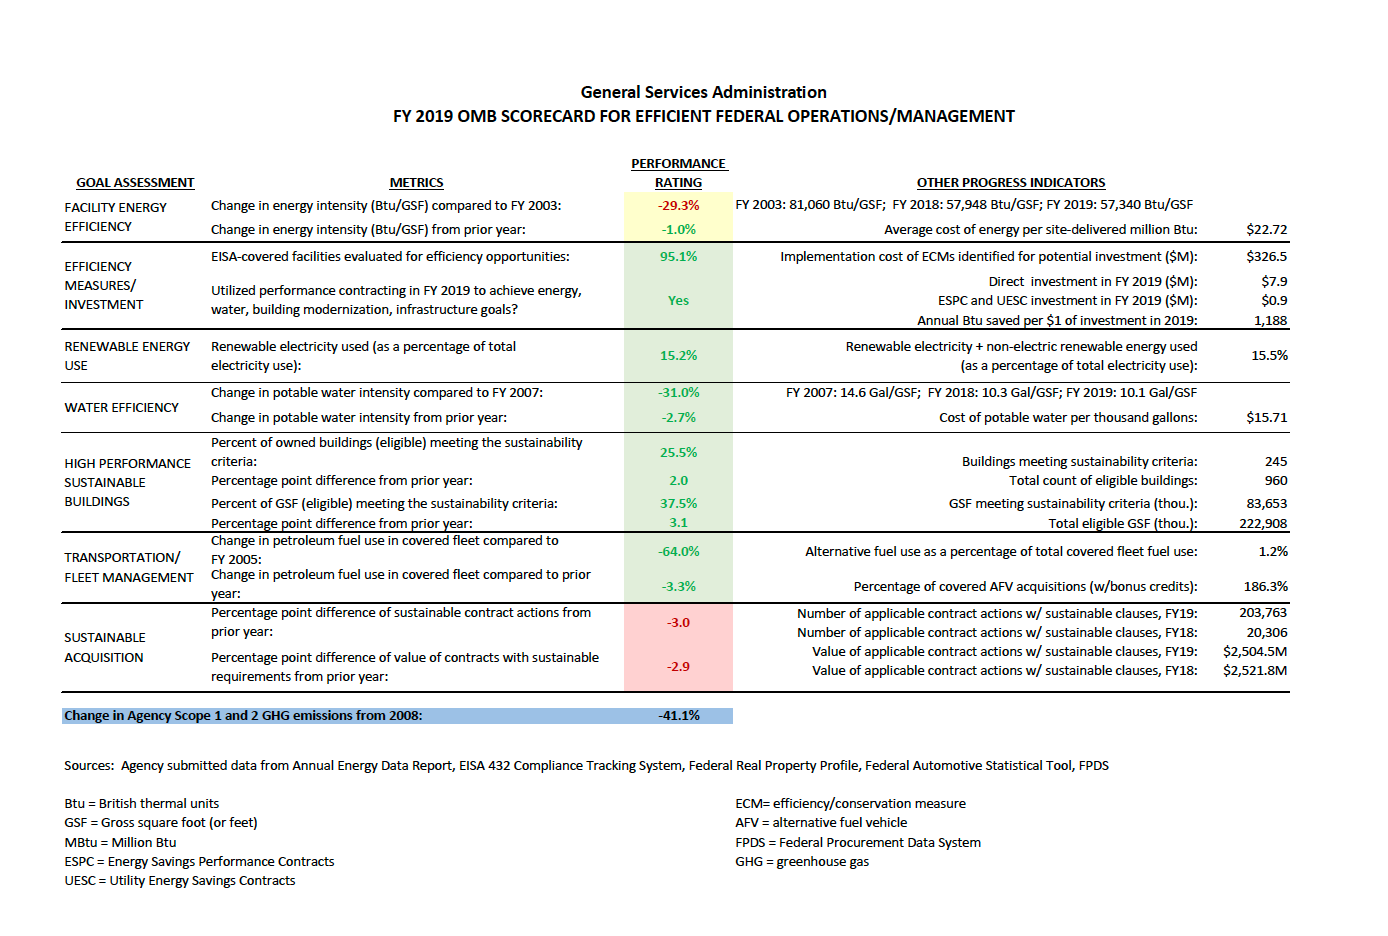 General Services Administration
FY 2019 OMB SCORECARD FOR EFFICIENT FEDERAL OPERATIONS/MANAGEMENT
GOAL ASSESSMENT METRICS PERFORMANCE RATING OTHER PROGRESS INDICATORS
FACILITY ENERGY EFFICIENCY
Change in energy intensity (Btu/GSF) compared to FY 2003: -29.3% FY 2003: 81,060 Btu/GSF; FY 2018: 57,948 Btu/GSF; FY 2019: 57,340 Btu/GSF
Change in energy intensity (Btu/GSF) from prior year: -1.0% Average cost of energy per site-delivered million Btu: $22.72
EFFICIENCY MEASURES/ INVESTMENT
EISA-covered facilities evaluated for efficiency opportunities: 95.1% Implementation cost of ECMs identified for potential investment ($M): $326.5
Utilized performance contracting in FY 2019 to achieve energy,
water, building modernization, infrastructure goals? Yes
Direct investment in FY 2019 ($M): $7.9
ESPC and UESC investment in FY 2019 ($M): $0.9
Annual Btu saved per $1 of investment in 2019: 1,188
RENEWABLE ENERGY USE
Renewable electricity used (as a percentage of total
electricity use): 15.2%
Renewable electricity + non-electric renewable energy used
(as a percentage of total electricity use): 15.5%
WATER EFFICIENCY
Change in potable water intensity compared to FY 2007: -31.0% FY 2007: 14.6 Gal/GSF; FY 2018: 10.3 Gal/GSF; FY 2019: 10.1 Gal/GSF
Change in potable water intensity from prior year: -2.7% Cost of potable water per thousand gallons: $15.71
HIGH PERFORMANCE SUSTAINABLE BUILDINGS
Percent of owned buildings (eligible) meeting the sustainability
criteria: 25.5% Buildings meeting sustainability criteria: 245
Percentage point difference from prior year: 2.0 Total count of eligible buildings: 960
Percent of GSF (eligible) meeting the sustainability criteria: 37.5% GSF meeting sustainability criteria (thou.): 83,653
Percentage point difference from prior year: 3.1 Total eligible GSF (thou.): 222,908
TRANSPORTATION/ FLEET MANAGEMENT
Change in petroleum fuel use in covered fleet compared to
FY 2005: -64.0% Alternative fuel use as a percentage of total covered fleet fuel use: 1.2%
Change in petroleum fuel use in covered fleet compared to prior
year: -3.3% Percentage of covered AFV acquisitions (w/bonus credits): 186.3%
SUSTAINABLE ACQUISITION
Percentage point difference of sustainable contract actions from
prior year: -3.0
Number of applicable contract actions w/ sustainable clauses, FY19: 203,763
Number of applicable contract actions w/ sustainable clauses, FY18: 20,306
Percentage point difference of value of contracts with sustainable
requirements from prior year: -2.9
Value of applicable contract actions w/ sustainable clauses, FY19: $2,504.5M
Value of applicable contract actions w/ sustainable clauses, FY18: $2,521.8M
Change in Agency Scope 1 and 2 GHG emissions from 2008: -41.1%
Sources: Agency submitted data from Annual Energy Data Report, EISA 432 Compliance Tracking System, Federal Real Property Profile, Federal Automotive Statistical Tool, FPDS
Btu = British thermal units
GSF = Gross square foot (or feet)
MBtu = Million Btu
ESPC = Energy Savings Performance Contracts
UESC = Utility Energy Savings Contracts
ECM= efficiency/conservation measure
AFV = alternative fuel vehicle
FPDS = Federal Procurement Data System
GHG = greenhouse gas